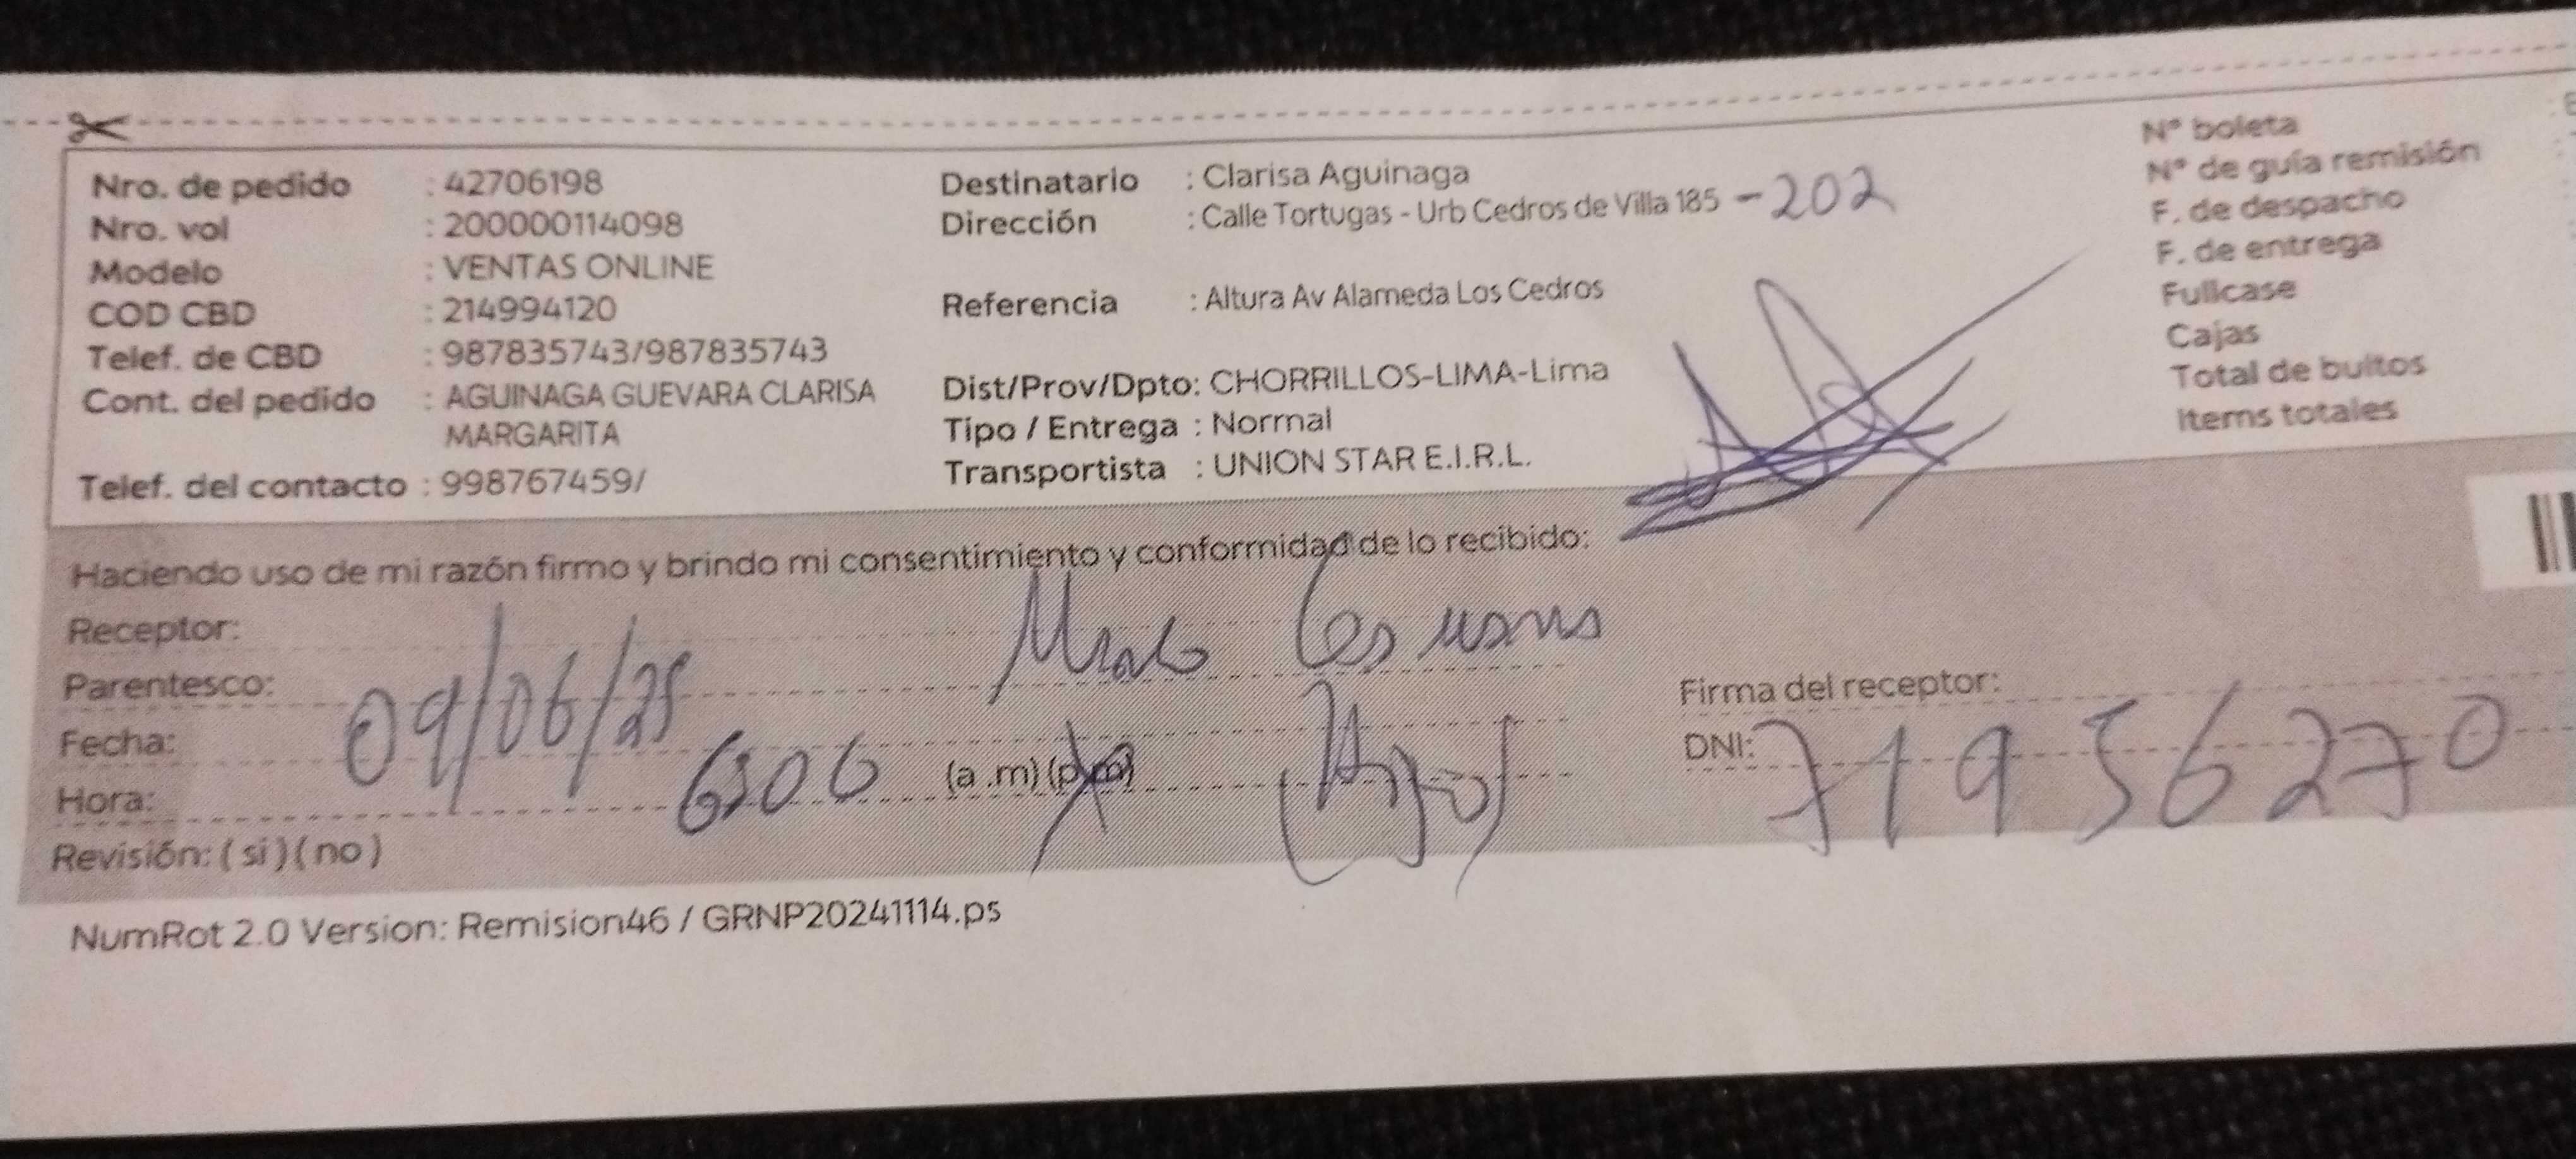 Nro. de pedido : 42706198
Nro. vol : 200000114098
Modelo : VENTAS ONLINE
COD CBD : 214994120
Telef. de CBD : 987835743/987835743
Cont. del pedido : AGUINAGA GUEVARA CLARISA
MARGARITA
Telef. del contacto : 998767459/
Destinatario : Clarisa Aguinaga
Dirección : Calle Tortugas - Urb Cedros de Villa 185 - 202
Referencia : Altura Av Alameda Los Cedros
Dist/Prov/Dpto: CHORRILLOS-LIMA-Lima
Tipo / Entrega : Normal
Transportista : UNION STAR E.I.R.L.
N° boleta
N° de guía remisión
F. de despacho
F. de entrega
Fullcase
Cajas
Total de bultos
Items totales
Haciendo uso de mi razón firmo y brindo mi consentimiento y conformidad de lo recibido:
Receptor:
Parentesco:
Fecha: 09/06/25
Hora: (a .m) (p.m)
Revisión: ( si ) ( no )
Firma del receptor:
DNI: 71956270
NumRot 2.0 Version: Remision46 / GRNP20241114.ps